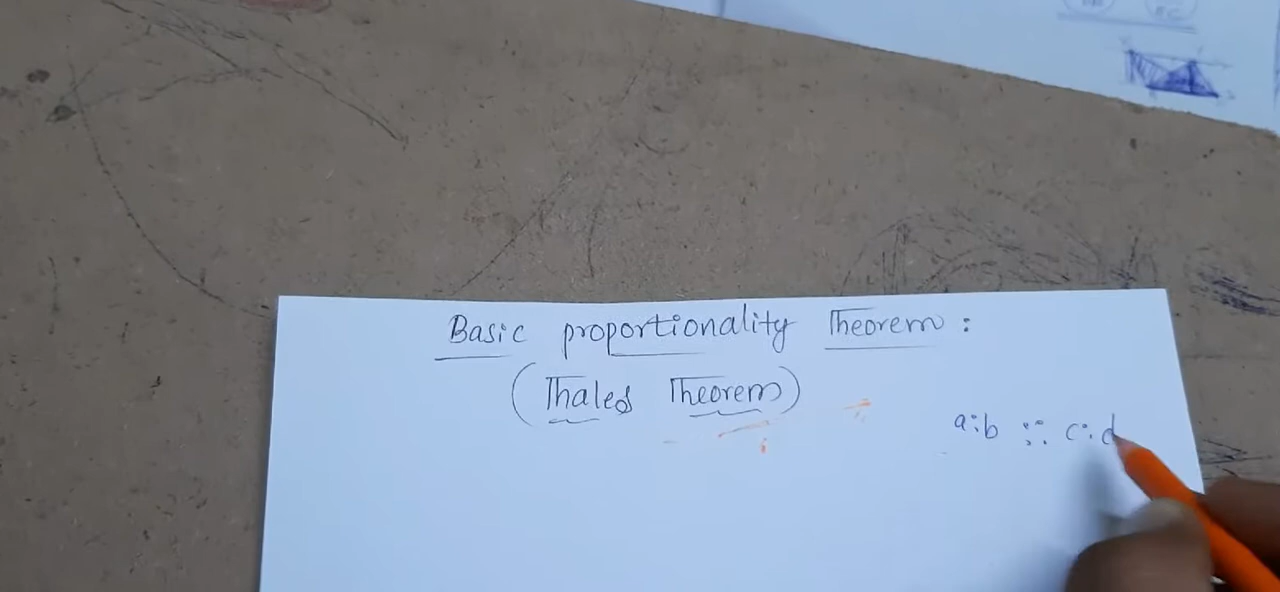 Basic proportionality Theorem :
(Thales Theorem)
a:b :: c:d